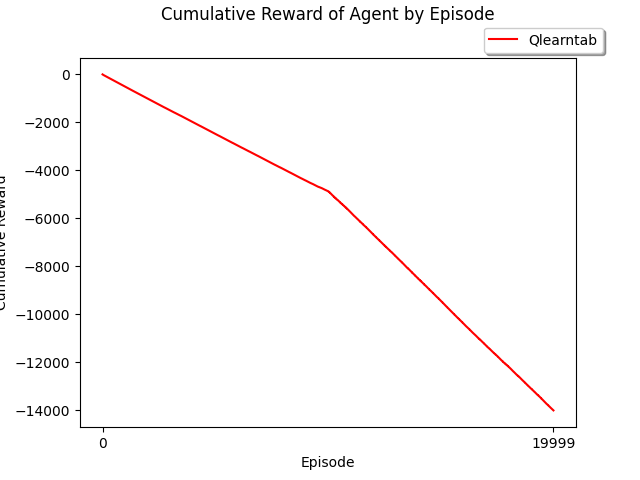 Cumulative Reward of Agent by Episode
Qlearntab
0
−2000
−4000
−6000
−8000
−10000
−12000
−14000
Cumulative Reward
0
19999
Episode